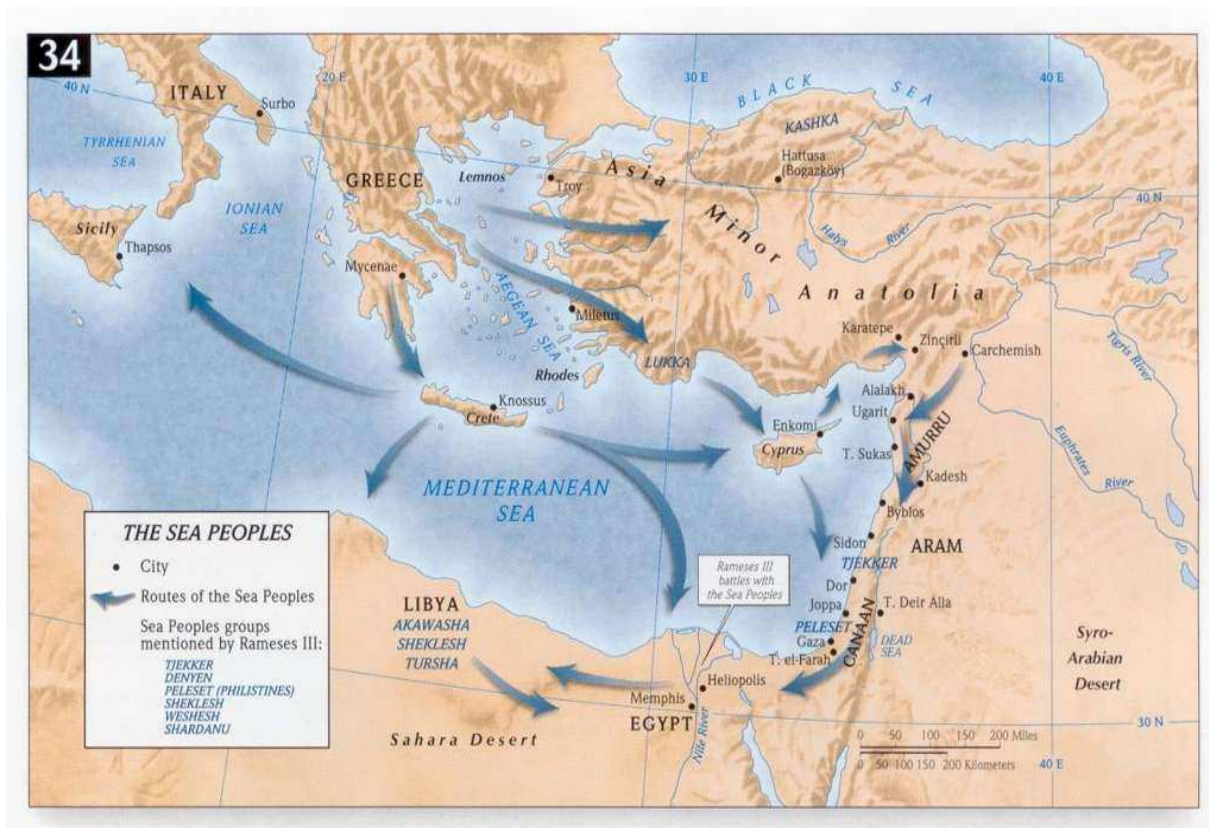 34
40 N
20 E
30 E
40 E
BLACK SEA
ITALY
Surbo
KASHKA
TYRRHENIAN
SEA
Hattusa
(Bogazköy)
GREECE
Lemnos
Troy
Asia
Minor
40 N
IONIAN
SEA
Sicily
Thapsos
Halys River
Mycenae
AEGEAN SEA
Anatolia
Miletus
Karatepe
Zinçirli
Carchemish
Tigris River
LUKKA
Rhodes
Alalakh
Knossus
Crete
Ugarit
Enkomi
Cyprus
AMURRU
T. Sukas
Euphrates
River
Kadesh
MEDITERRANEAN
SEA
Byblos
THE SEA PEOPLES
City
Routes of the Sea Peoples
Sea Peoples groups
mentioned by Rameses III:
TJEKKER
DENYEN
PELESET (PHILISTINES)
SHEKLESH
WESHESH
SHARDANU
Sidon
ARAM
TJEKKER
Rameses III
battles with
the Sea Peoples
Dor
Joppa
T. Deir Alla
LIBYA
AKAWASHA
SHEKLESH
TURSHA
PELESET
CANAAN
Gaza
DEAD
SEA
T. el-Farah
Syro-
Arabian
Desert
Heliopolis
Memphis
EGYPT
Nile River
30 N
Sahara Desert
0 50 100 150 200 Miles
0 50 100 150 200 Kilometers
40 E